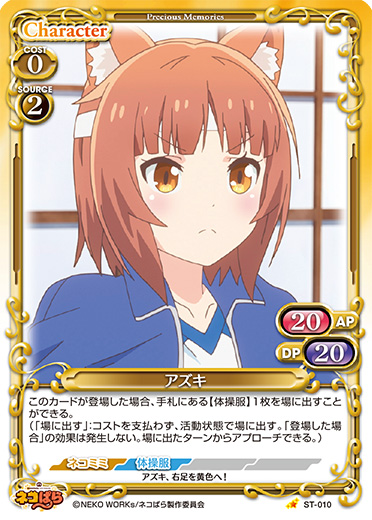 Precious Memories
Character
COST
0
SOURCE
2
20 AP
DP 20
アズキ
このカードが登場した場合、手札にある【体操服】1枚を場に出すことができる。
(「場に出す」:コストを支払わず、活動状態で場に出す。「登場した場合」の効果は発生しない。場に出たターンからアプローチできる。)
ネコミミ 体操服
アズキ、右足を黄色へ!
ネコぱら
©NEKO WORKs/ネコぱら製作委員会
ST-010